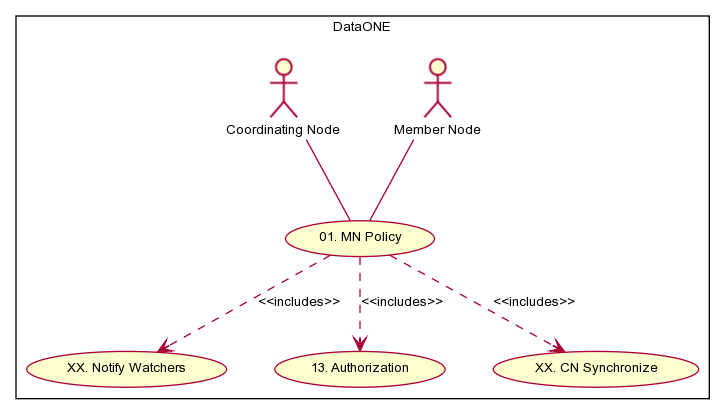 DataONE
Coordinating Node
Member Node
01. MN Policy
<<includes>>
<<includes>>
<<includes>>
XX. Notify Watchers
13. Authorization
XX. CN Synchronize